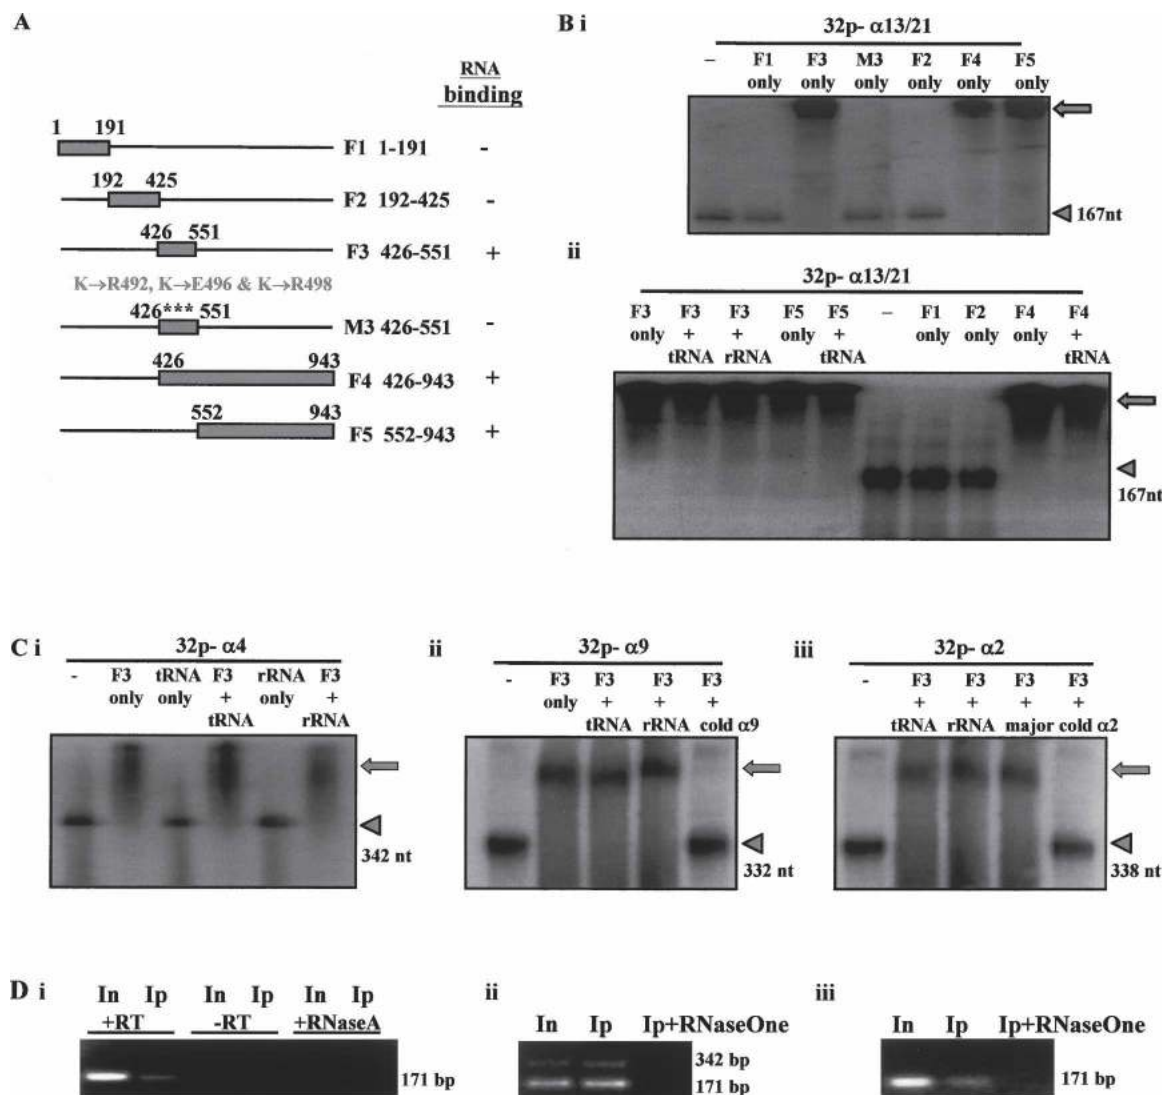 A
RNA
binding
1 191
F1 1-191 -
192 425
F2 192-425 -
426 551
F3 426-551 +
K→R492, K→E496 & K→R498
426 *** 551
M3 426-551 -
426 943
F4 426-943 +
552 943
F5 552-943 +
B i
32p- α13/21
– F1 F3 M3 F2 F4 F5
only only only only only only
167nt
ii
32p- α13/21
F3 F3 F3 F5 F5 – F1 F2 F4 F4
only + + only + only only only +
tRNA rRNA tRNA tRNA
167nt
C i
32p- α4
- F3 tRNA F3 rRNA F3
only only + only +
tRNA rRNA
342 nt
ii
32p- α9
- F3 F3 F3 F3
only + + +
tRNA rRNA cold α9
332 nt
iii
32p- α2
- F3 F3 F3 F3
+ + + +
tRNA rRNA major cold α2
338 nt
D i
In Ip In Ip In Ip
+RT -RT +RNaseA
171 bp
ii
In Ip Ip+RNaseOne
342 bp
171 bp
iii
In Ip Ip+RNaseOne
171 bp